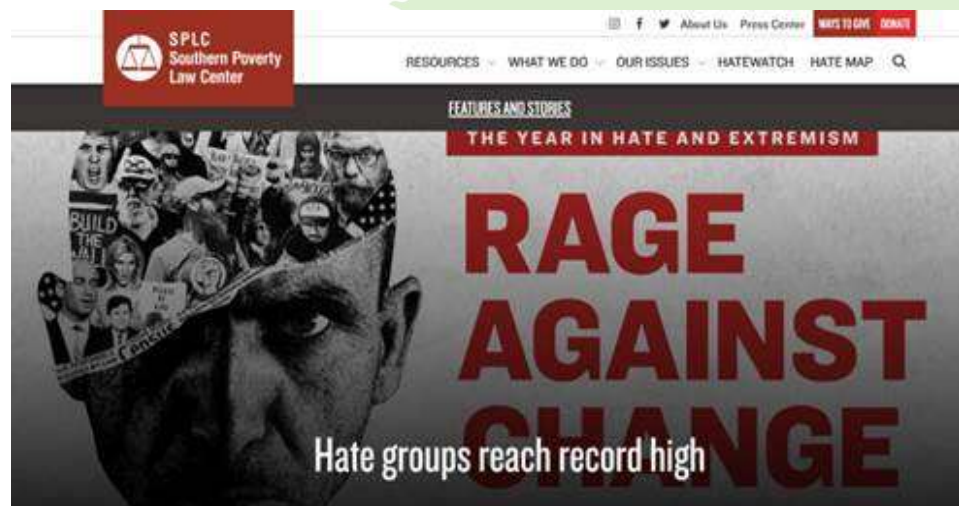 About Us Press Center WAYS TO GIVE DONATE
SPLC
Southern Poverty
Law Center
RESOURCES WHAT WE DO OUR ISSUES HATEWATCH HATE MAP
FEATURES AND STORIES
THE YEAR IN HATE AND EXTREMISM
RAGE
AGAINST
CHANGE
Hate groups reach record high
BUILD
THE
WALL
Census